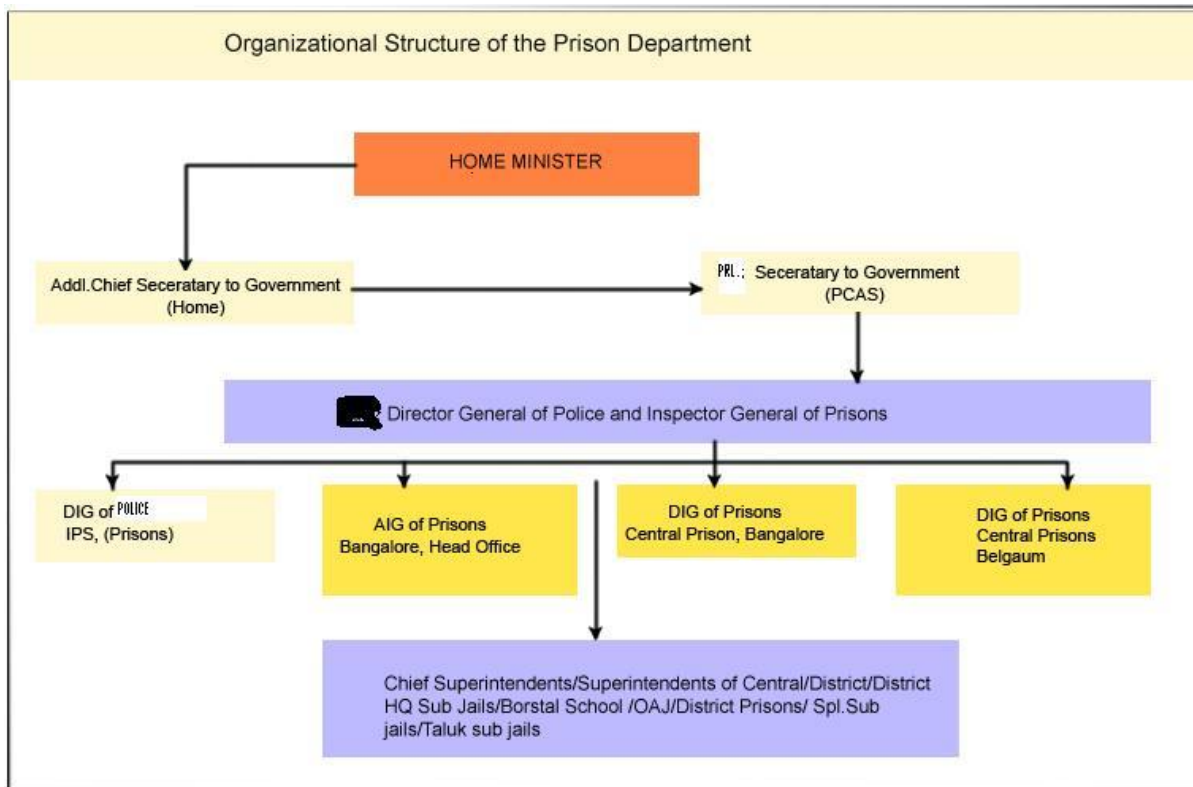 Organizational Structure of the Prison Department
HOME MINISTER
Addl.Chief Seceratary to Government
(Home)
PRL.; Seceratary to Government
(PCAS)
Director General of Police and Inspector General of Prisons
DIG of POLICE
IPS, (Prisons)
AIG of Prisons
Bangalore, Head Office
DIG of Prisons
Central Prison, Bangalore
DIG of Prisons
Central Prisons
Belgaum
Chief Superintendents/Superintendents of Central/District/District
HQ Sub Jails/Borstal School /OAJ/District Prisons/ Spl.Sub
jails/Taluk sub jails